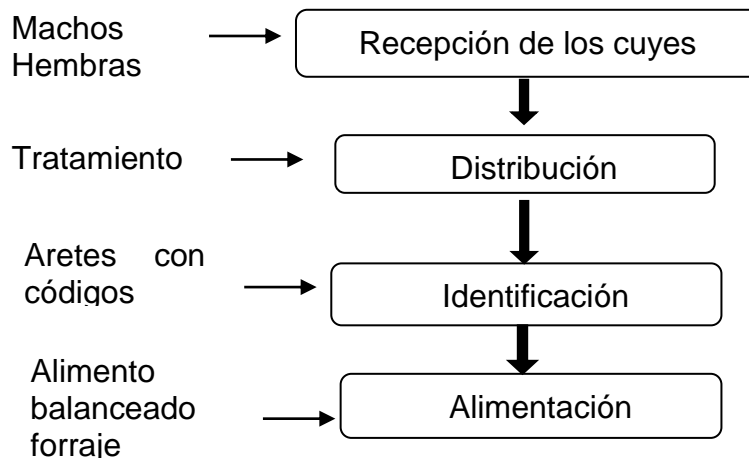 Machos
Hembras
Recepción de los cuyes
Tratamiento
Distribución
Aretes con
códigos
Identificación
Alimento
balanceado
forraje
Alimentación